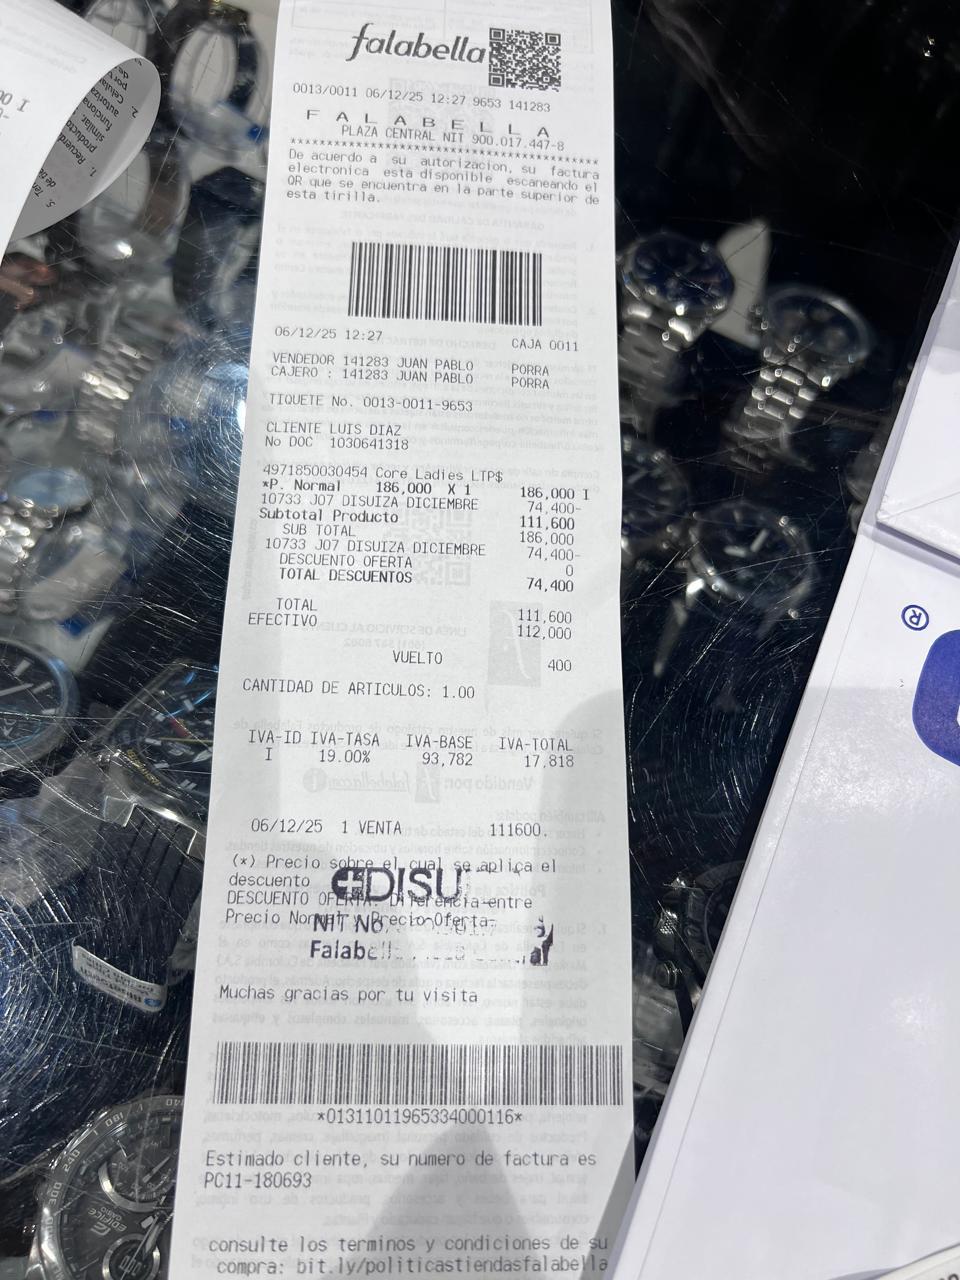 falabella
0013/0011 06/12/25 12:27 9653 141283
F A L A B E L L A
PLAZA CENTRAL NIT 900.017.447-8
******************************************
De acuerdo a su autorizacion, su factura
electronica esta disponible escaneando el
QR que se encuentra en la parte superior de
esta tirilla.
06/12/25 12:27 CAJA 0011
VENDEDOR 141283 JUAN PABLO PORRA
CAJERO : 141283 JUAN PABLO PORRA
TIQUETE No. 0013-0011-9653
CLIENTE LUIS DIAZ
No DOC 1030641318
4971850030454 Core Ladies LTP$
*P. Normal 186,000 X 1 186,000 I
10733 J07 DISUIZA DICIEMBRE 74,400-
Subtotal Producto 111,600
SUB TOTAL 186,000
10733 J07 DISUIZA DICIEMBRE 74,400-
DESCUENTO OFERTA 0
TOTAL DESCUENTOS 74,400
TOTAL 111,600
EFECTIVO 112,000
VUELTO 400
CANTIDAD DE ARTICULOS: 1.00
IVA-ID IVA-TASA IVA-BASE IVA-TOTAL
I 19.00% 93,782 17.818
06/12/25 1 VENTA 111600.
(*) Precio sobre el cual se aplica el
descuento
DISU
DESCUENTO OFERTA: Diferencia entre
Precio Normal y Precio Oferta.
NIT No.
Muchas gracias por tu visita
*01311011965334000116*
Estimado cliente, su numero de factura es
PC11-180693
consulte los terminos y condiciones de su
compra: bit.ly/politicastiendasfalabella
®
EDIFICE
CASIO